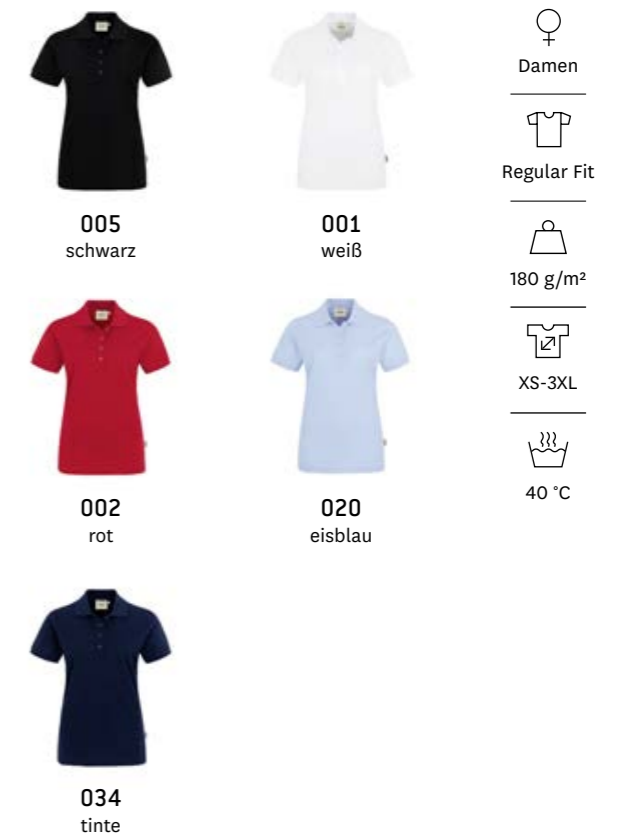 005
schwarz
001
weiß
002
rot
020
eisblau
034
tinte
Damen
Regular Fit
180 g/m²
XS-3XL
40 °C